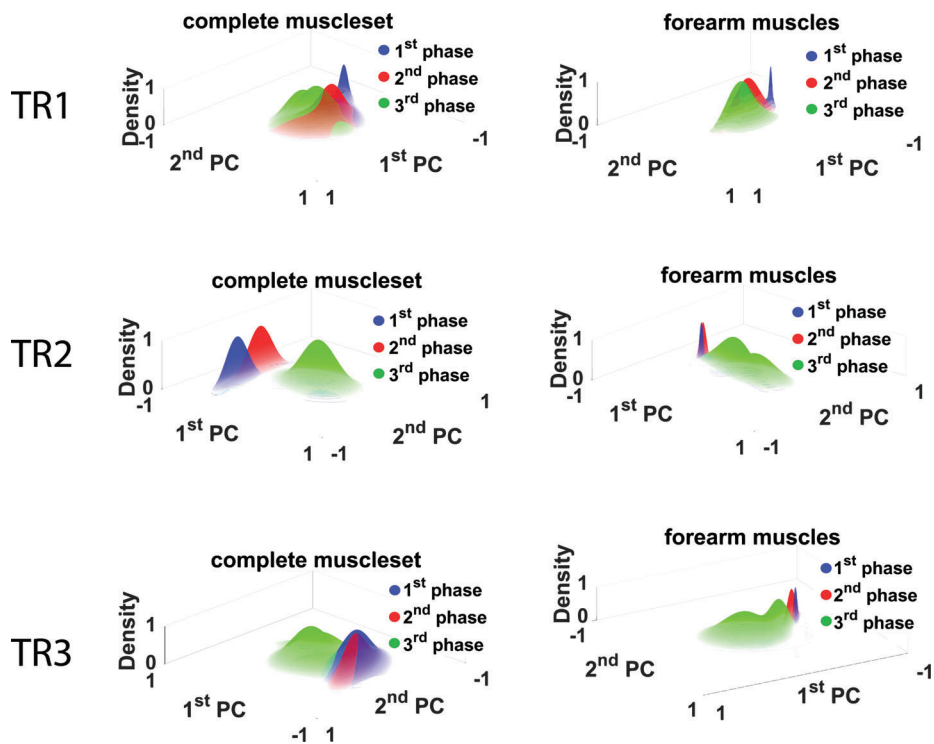 TR1
complete muscleset
1st phase
2nd phase
3rd phase
Density
1
0
-1
2nd PC
1st PC
-1
1 1
forearm muscles
1st phase
2nd phase
3rd phase
Density
1
0
-1
2nd PC
1st PC
-1
1 1
TR2
complete muscleset
1st phase
2nd phase
3rd phase
Density
1
0
-1
1st PC
2nd PC
1
1 -1
forearm muscles
1st phase
2nd phase
3rd phase
Density
1
0
-1
1st PC
2nd PC
1
1 -1
TR3
complete muscleset
1st phase
2nd phase
3rd phase
Density
1
0
1
1st PC
2nd PC
-1
-1 1
forearm muscles
1st phase
2nd phase
3rd phase
Density
1
0
-1
2nd PC
1st PC
-1
1 1